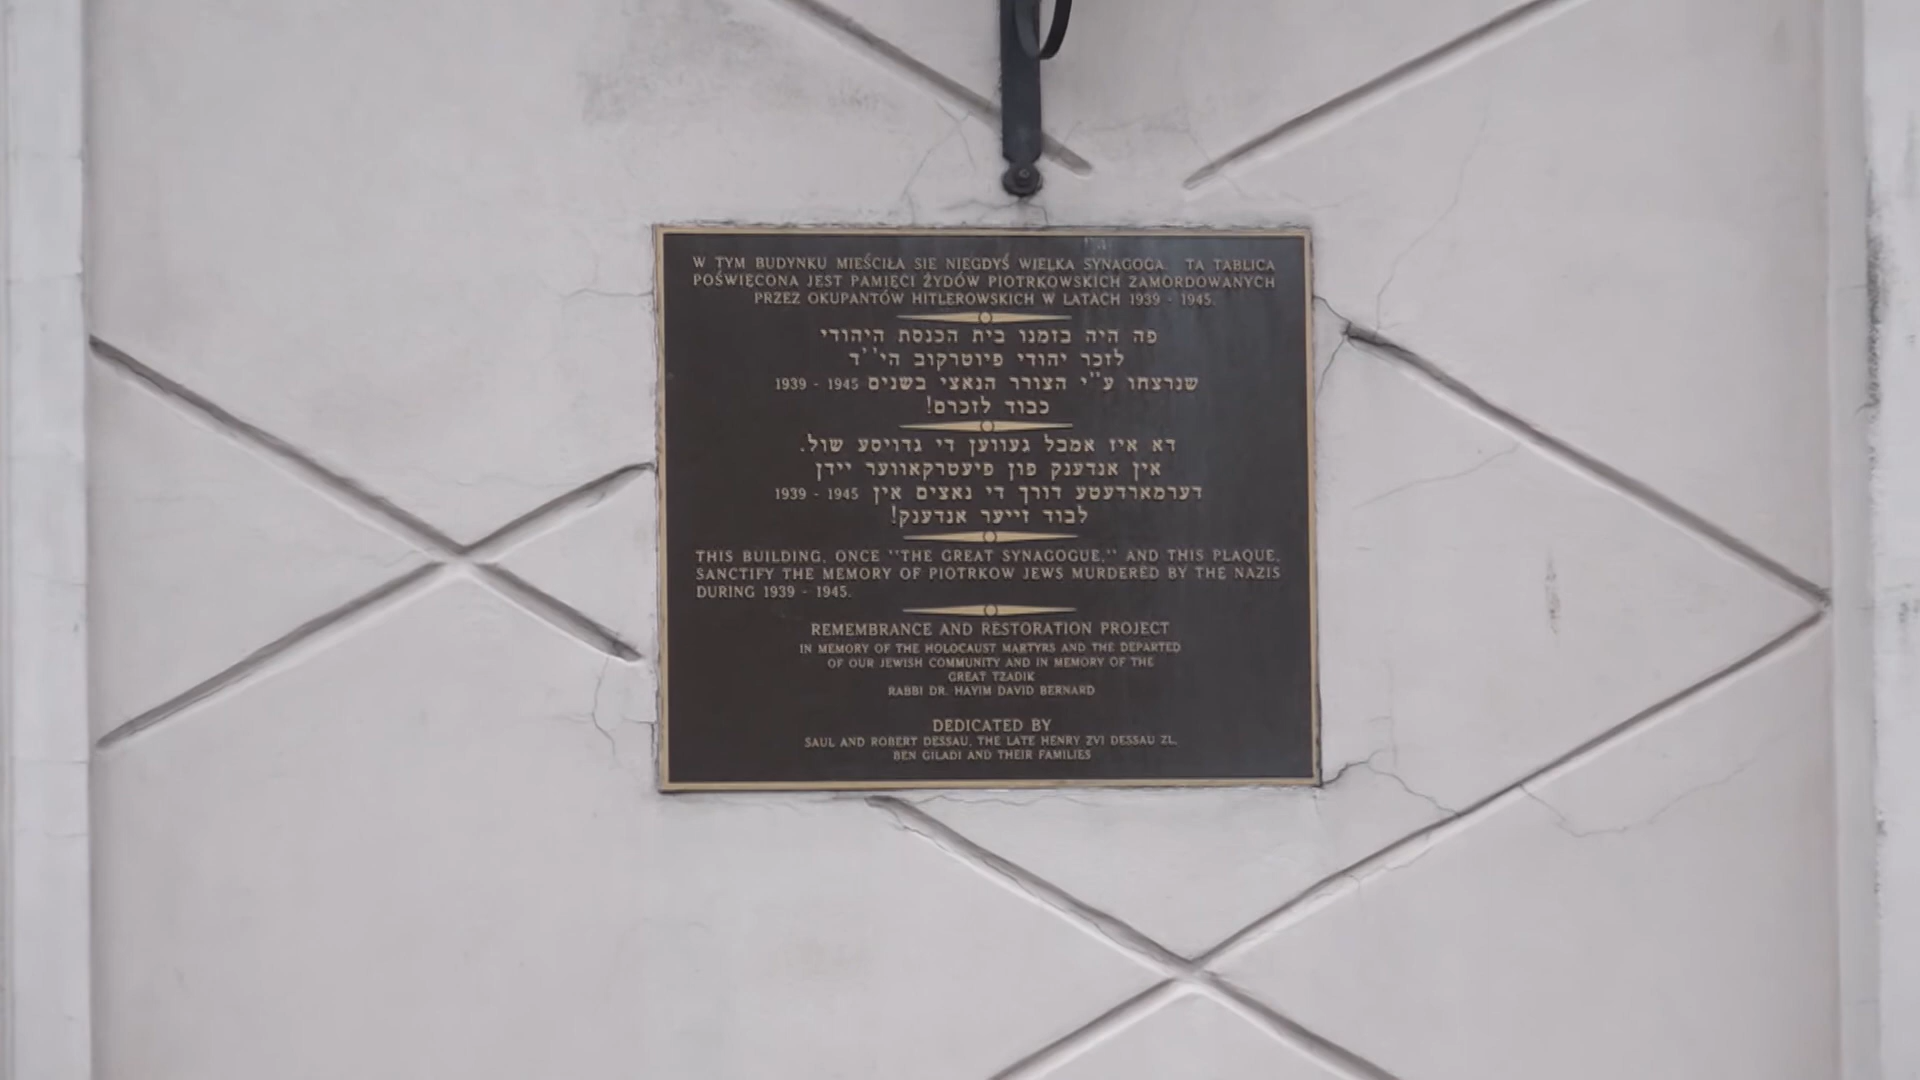 W TYM BUDYNKU MIEŚCIŁA SIE NIEGDYŚ WIELKA SYNAGOGA. TA TABLICA
POŚWIĘCONA JEST PAMIĘCI ŻYDÓW PIOTRKOWSKICH ZAMORDOWANYCH
PRZEZ OKUPANTÓW HITLEROWSKICH W LATACH 1939 - 1945.
פה היה בזמנו בית הכנסת היהודי
לזכר יהודי פיוטרקוב הי''ד
שנרצחו ע''י הצורר הנאצי בשנים 1945 - 1939
כבוד לזכרם!
דא איז אמבל געווען די גרויסע שול.
אין אנדענק פון פיעטרקאווער יידן
דערמארדעטע דורך די נאצים אין 1945 - 1939
לבוד זייער אנדענק!
THIS BUILDING, ONCE "THE GREAT SYNAGOGUE," AND THIS PLAQUE,
SANCTIFY THE MEMORY OF PIOTRKOW JEWS MURDERED BY THE NAZIS
DURING 1939 - 1945.
REMEMBRANCE AND RESTORATION PROJECT
IN MEMORY OF THE HOLOCAUST MARTYRS AND THE DEPARTED
OF OUR JEWISH COMMUNITY AND IN MEMORY OF THE
GREAT TZADIK
RABBI DR. HAYIM DAVID BERNARD
DEDICATED BY
SAUL AND ROBERT DESSAU, THE LATE HENRY ZVI DESSAU ZL,
BEN GILADI AND THEIR FAMILIES